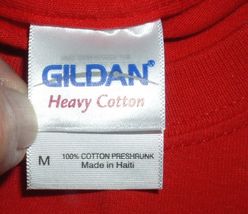 GILDAN®
Heavy Cotton
M
100% COTTON PRESHRUNK
Made in Haiti